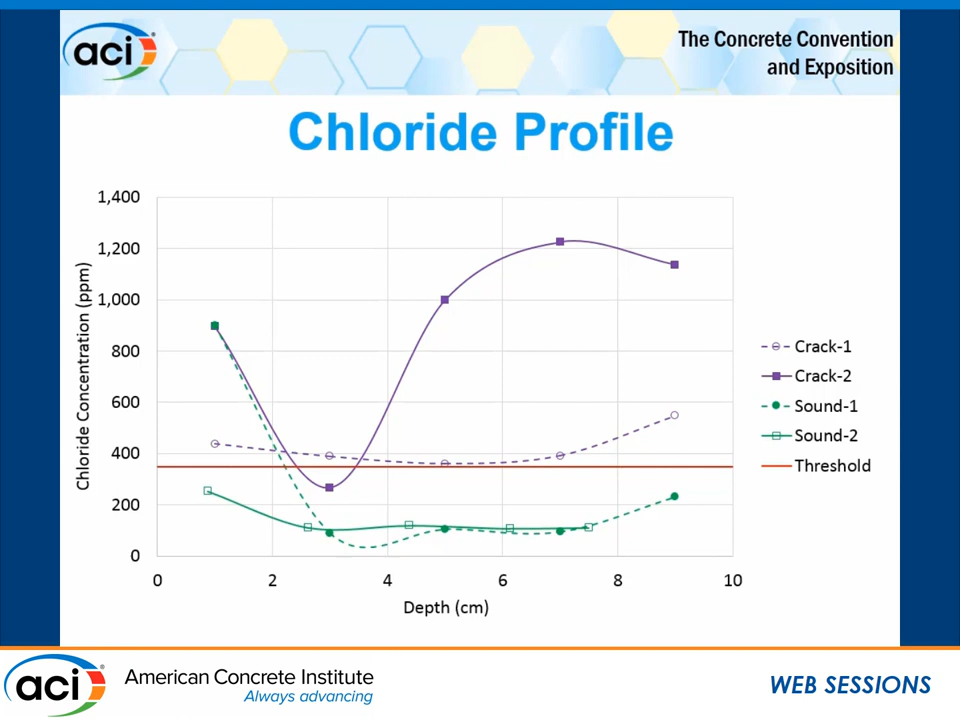 aci
The Concrete Convention
and Exposition
Chloride Profile
1,400
1,200
1,000
800
600
400
200
0
Chloride Concentration (ppm)
0 2 4 6 8 10
Depth (cm)
Crack-1
Crack-2
Sound-1
Sound-2
Threshold
aci
American Concrete Institute
Always advancing
WEB SESSIONS